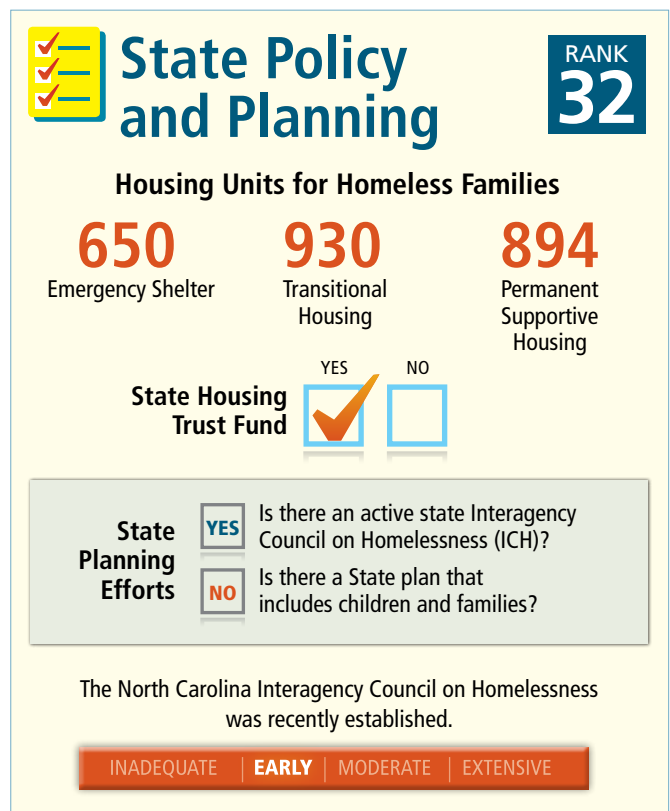 State Policy
and Planning
RANK
32
Housing Units for Homeless Families
650
Emergency Shelter
930
Transitional
Housing
894
Permanent
Supportive
Housing
State Housing
Trust Fund
YES
NO
State
Planning
Efforts
YES
Is there an active state Interagency
Council on Homelessness (ICH)?
NO
Is there a State plan that
includes children and families?
The North Carolina Interagency Council on Homelessness
was recently established.
INADEQUATE | EARLY | MODERATE | EXTENSIVE